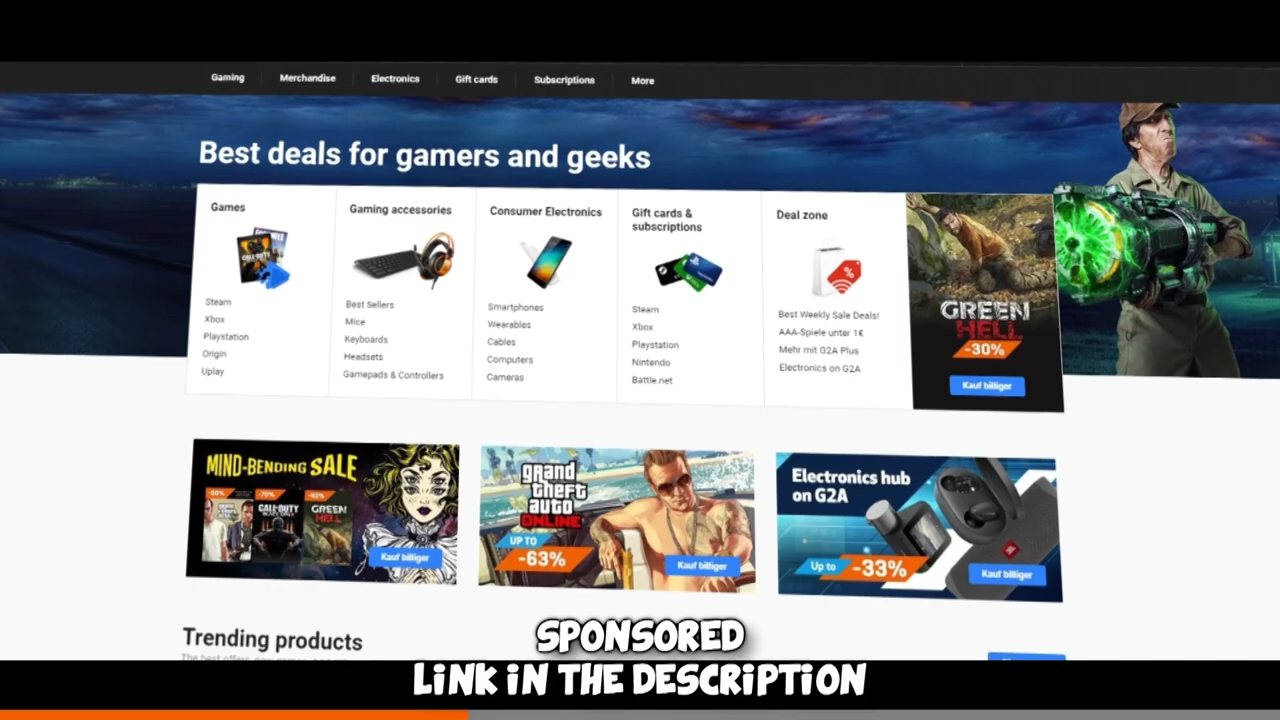 Gaming
Merchandise
Electronics
Gift cards
Subscriptions
More
Best deals for gamers and geeks
Games
Steam
Xbox
Playstation
Origin
Uplay
Gaming accessories
Best Sellers
Mice
Keyboards
Headsets
Gamepads & Controllers
Consumer Electronics
Smartphones
Wearables
Cables
Computers
Cameras
Gift cards &
subscriptions
Steam
Xbox
Playstation
Nintendo
Battle.net
Deal zone
%
Best Weekly Sale Deals!
AAA-Spiele unter 1€
Mehr mit G2A Plus
Electronics on G2A
GREEN
HELL
-30%
Kauf billiger
MIND-BENDING SALE
-60%
-70%
CALL OF DUTY
GREEN
HELL
Kauf billiger
grand
theft
auto
ONLINE
UP TO
-63%
Kauf billiger
Electronics hub
on G2A
Up to
-33%
Kauf billiger
Trending products
The best offers
SPONSORED
LINK IN THE DESCRIPTION